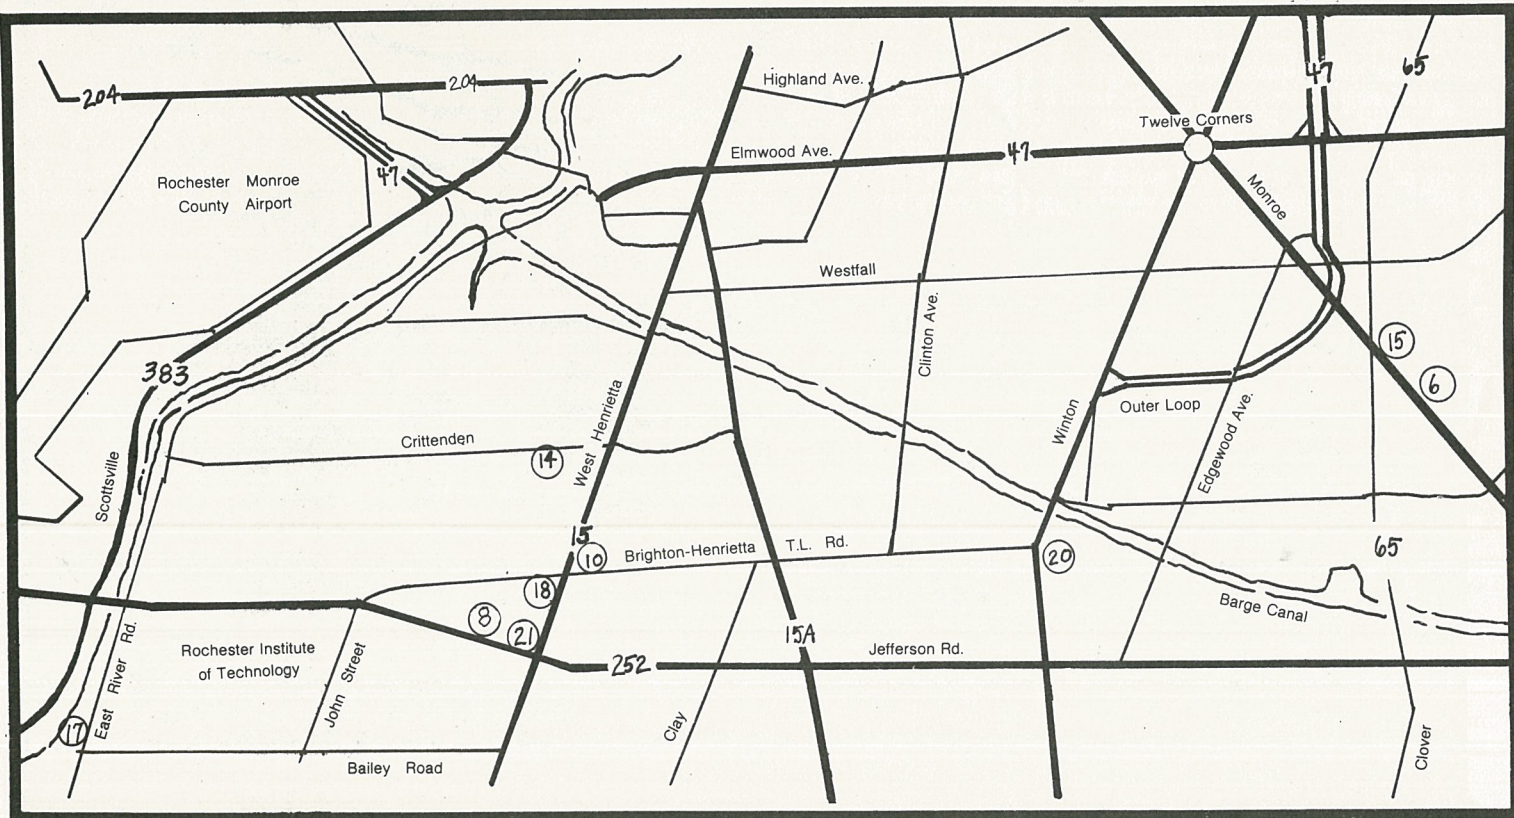 Highland Ave.
47
65
204
204
Twelve Corners
Elmwood Ave.
47
47
Rochester Monroe
County Airport
Monroe
Westfall
Clinton Ave.
15
383
6
Outer Loop
Winton
Edgewood Ave.
West Henrietta
Crittenden
14
Scottsville
15
10
Brighton-Henrietta T.L. Rd.
20
65
18
8
21
Barge Canal
East River Rd.
Rochester Institute
of Technology
John Street
252
15A
Jefferson Rd.
17
Clay
Clover
Bailey Road